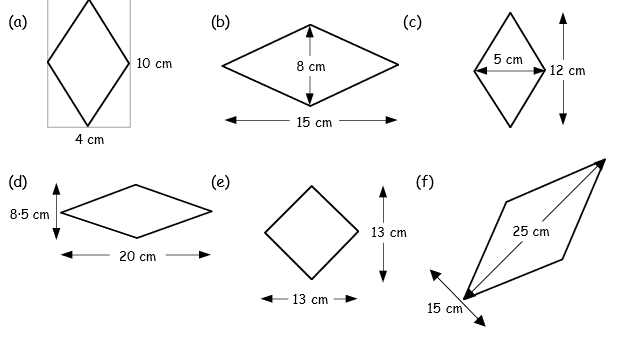 (a)
10 cm
4 cm
(b)
8 cm
15 cm
(c)
5 cm
12 cm
(d)
8·5 cm
20 cm
(e)
13 cm
13 cm
(f)
25 cm
15 cm